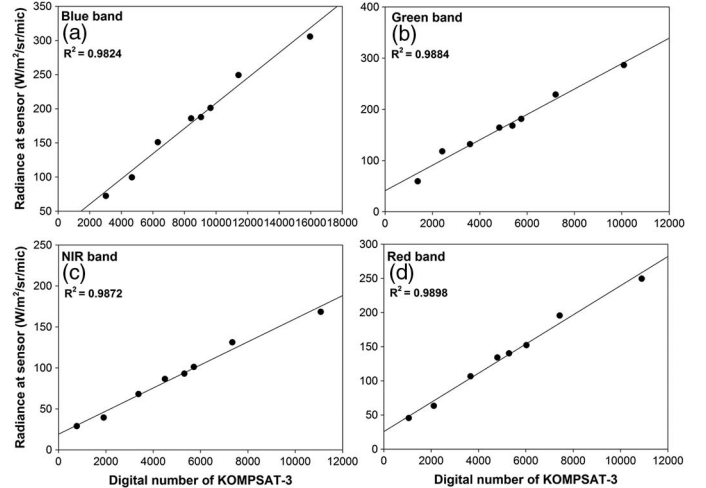 Radiance at sensor (W/m²/sr/mic)
350
300
250
200
150
100
50
Blue band
(a)
R² = 0.9824
0 2000 4000 6000 8000 10000 12000 14000 16000 18000
400
300
200
100
0
Green band
(b)
R² = 0.9884
0 2000 4000 6000 8000 10000 12000
Radiance at sensor (W/m²/sr/mic)
250
200
150
100
50
0
NIR band
(c)
R² = 0.9872
0 2000 4000 6000 8000 10000 12000
Digital number of KOMPSAT-3
300
250
200
150
100
50
0
Red band
(d)
R² = 0.9898
0 2000 4000 6000 8000 10000 12000
Digital number of KOMPSAT-3